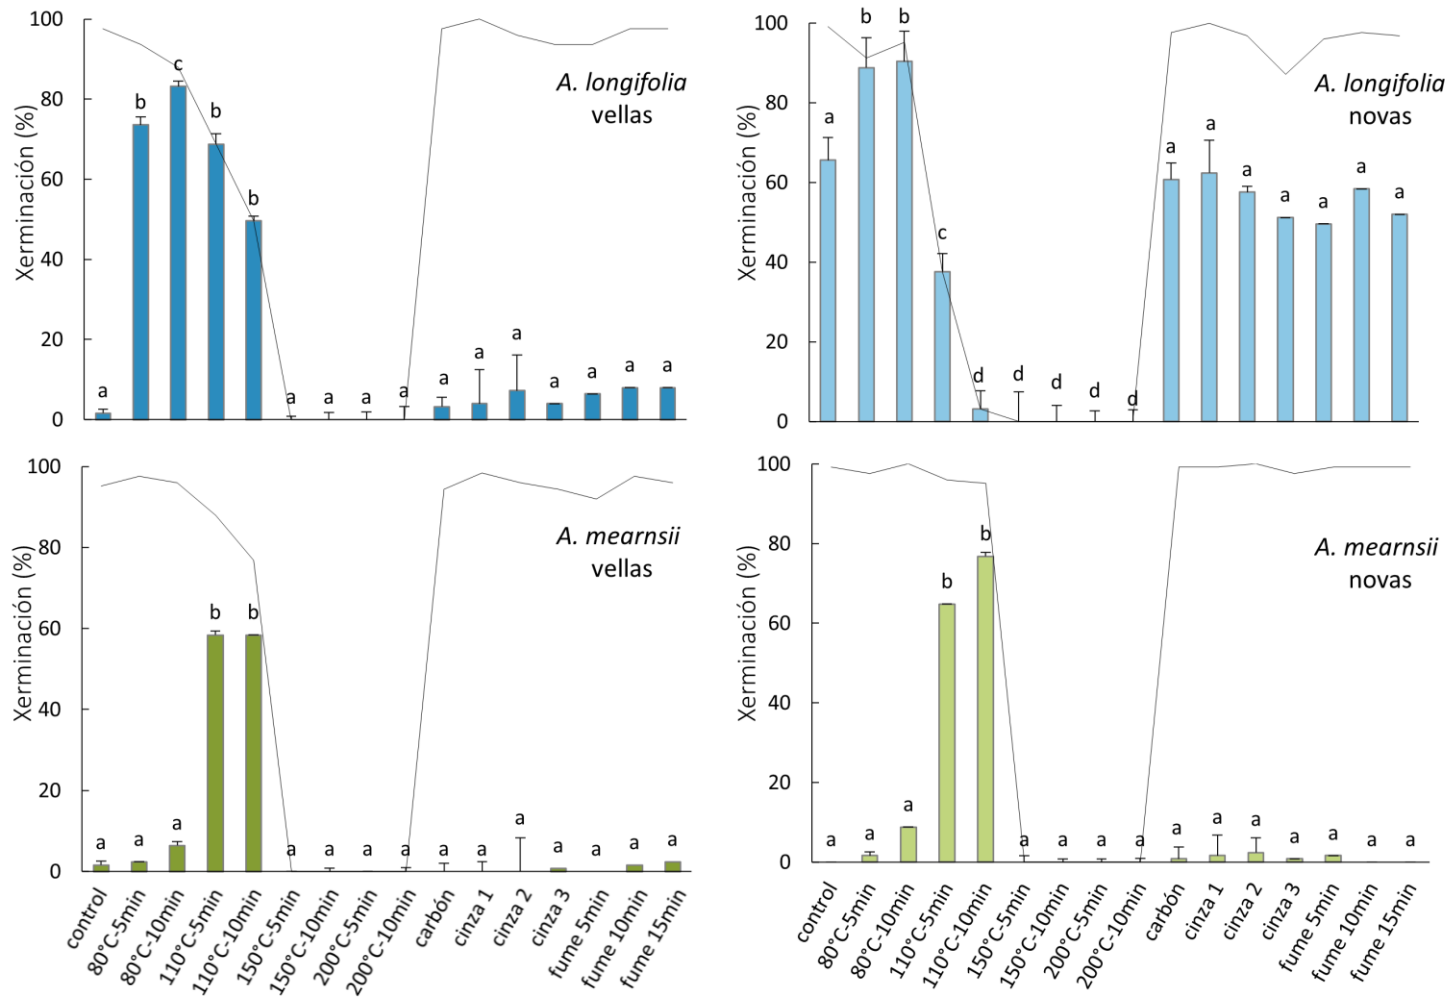 100
80
60
40
20
0
Xerminación (%)
A. longifolia
vellas
a
b
c
b
b
a
a
a
a
a
a
a
a
a
a
a
100
80
60
40
20
0
Xerminación (%)
A. longifolia
novas
a
b
b
c
d
d
d
d
d
a
a
a
a
a
a
a
100
80
60
40
20
0
Xerminación (%)
A. mearnsii
vellas
a
a
a
b
b
a
a
a
a
a
a
a
a
a
a
a
control
80°C-5min
80°C-10min
110°C-5min
110°C-10min
150°C-5min
150°C-10min
200°C-5min
200°C-10min
carbón
cinza 1
cinza 2
cinza 3
fume 5min
fume 10min
fume 15min
100
80
60
40
20
0
Xerminación (%)
A. mearnsii
novas
a
a
a
b
b
a
a
a
a
a
a
a
a
a
a
a
control
80°C-5min
80°C-10min
110°C-5min
110°C-10min
150°C-5min
150°C-10min
200°C-5min
200°C-10min
carbón
cinza 1
cinza 2
cinza 3
fume 5min
fume 10min
fume 15min